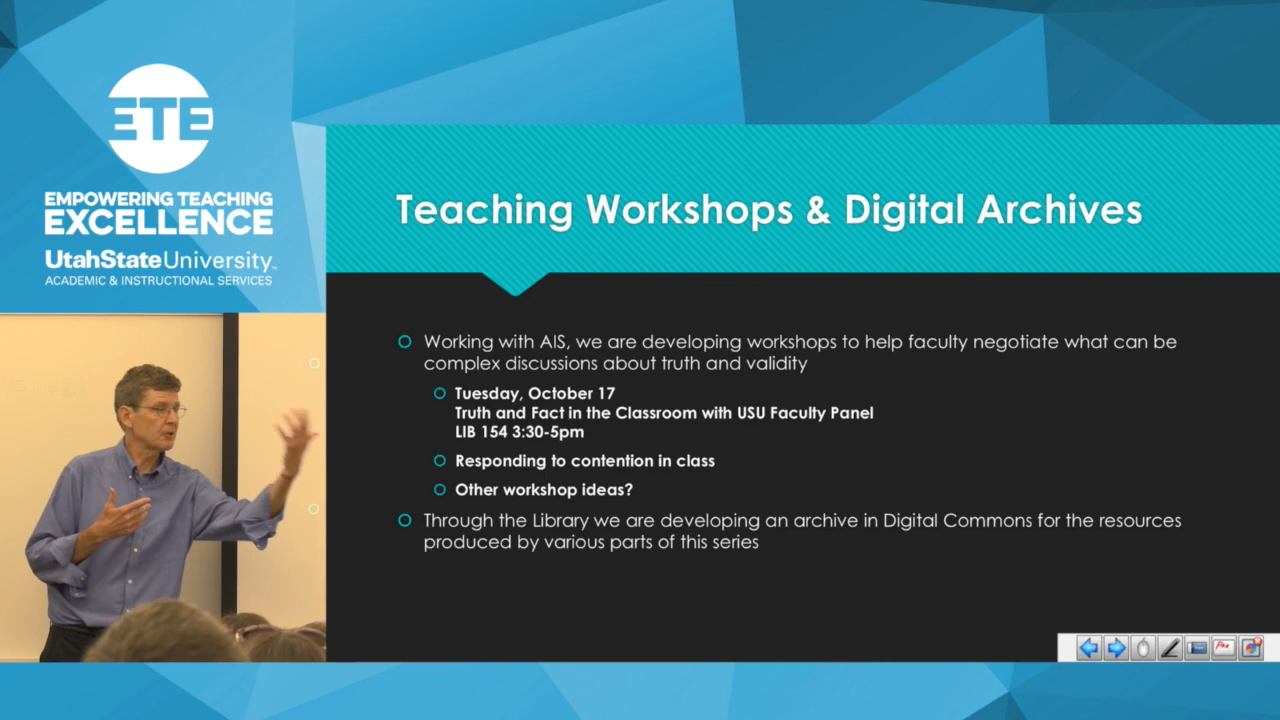 ETE
EMPOWERING TEACHING
EXCELLENCE
UtahStateUniversity
ACADEMIC & INSTRUCTIONAL SERVICES
Teaching Workshops & Digital Archives
Working with AIS, we are developing workshops to help faculty negotiate what can be
complex discussions about truth and validity
Tuesday, October 17
Truth and Fact in the Classroom with USU Faculty Panel
LIB 154 3:30-5pm
Responding to contention in class
Other workshop ideas?
Through the Library we are developing an archive in Digital Commons for the resources
produced by various parts of this series